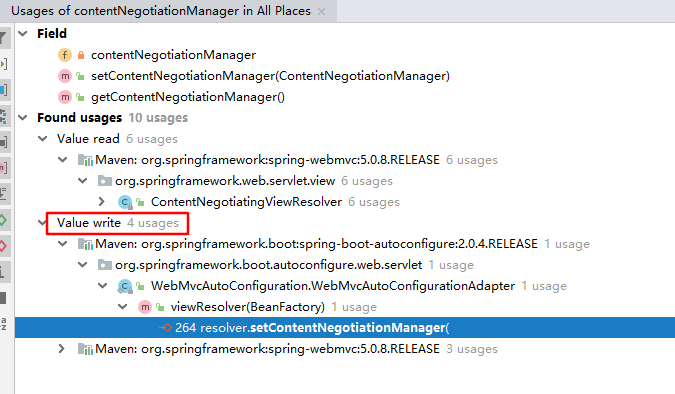 Usages of contentNegotiationManager in All Places
Field
contentNegotiationManager
setContentNegotiationManager(ContentNegotiationManager)
getContentNegotiationManager()
Found usages 10 usages
Value read 6 usages
Maven: org.springframework:spring-webmvc:5.0.8.RELEASE 6 usages
org.springframework.web.servlet.view 6 usages
ContentNegotiatingViewResolver 6 usages
Value write 4 usages
Maven: org.springframework.boot:spring-boot-autoconfigure:2.0.4.RELEASE 1 usage
org.springframework.boot.autoconfigure.web.servlet 1 usage
WebMvcAutoConfiguration.WebMvcAutoConfigurationAdapter 1 usage
viewResolver(BeanFactory) 1 usage
264 resolver.setContentNegotiationManager(
Maven: org.springframework:spring-webmvc:5.0.8.RELEASE 3 usages